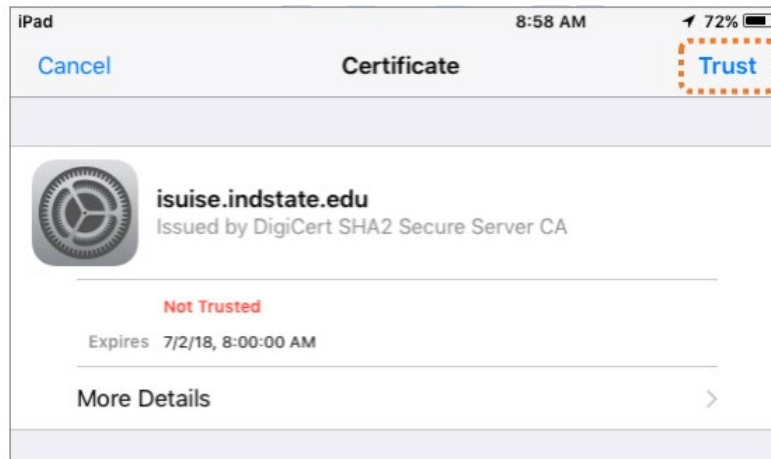 iPad 8:58 AM 72%
Cancel Certificate Trust
isuise.indstate.edu
Issued by DigiCert SHA2 Secure Server CA
Not Trusted
Expires 7/2/18, 8:00:00 AM
More Details